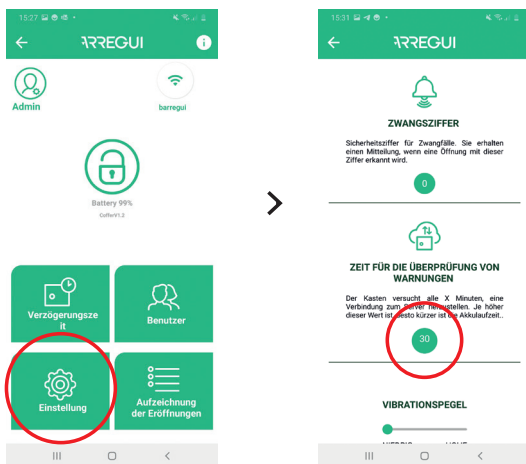 15:27
ARREGUI
Admin
barregui
Battery 99%
CofferV1.2
Verzögerungsze
it
Benutzer
Einstellung
Aufzeichnung
der Eröffnungen
15:31
ARREGUI
ZWANGSZIFFER
Sicherheitsziffer für Zwangfälle. Sie erhalten
einen Mitteilung, wenn eine Öffnung mit dieser
Ziffer erkannt wird.
0
ZEIT FÜR DIE ÜBERPRÜFUNG VON
WARNUNGEN
Der Kasten versucht alle X Minuten, eine
Verbindung zum Server herzustellen. Je höher
dieser Wert ist, desto kürzer ist die Akkulaufzeit..
30
VIBRATIONSPEGEL